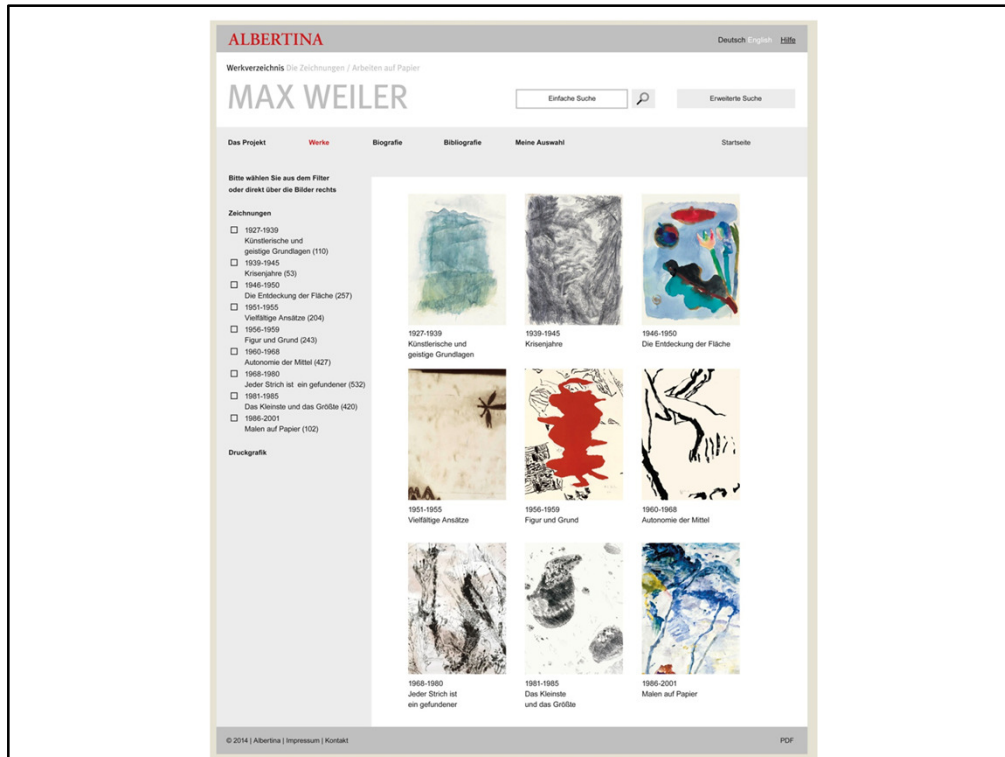 ALBERTINA
Deutsch English Hilfe
Werkverzeichnis Die Zeichnungen / Arbeiten auf Papier
MAX WEILER
Einfache Suche
Erweiterte Suche
Das Projekt Werke Biografie Bibliografie Meine Auswahl Startseite
Bitte wählen Sie aus dem Filter
oder direkt über die Bilder rechts
Zeichnungen
1927-1939
Künstlerische und
geistige Grundlagen (110)
1939-1945
Krisenjahre (53)
1946-1950
Die Entdeckung der Fläche (257)
1951-1955
Vielfältige Ansätze (204)
1956-1959
Figur und Grund (243)
1960-1968
Autonomie der Mittel (427)
1968-1980
Jeder Strich ist ein gefundener (532)
1981-1985
Das Kleinste und das Größte (420)
1986-2001
Malen auf Papier (102)
Druckgrafik
1927-1939
Künstlerische und
geistige Grundlagen
1939-1945
Krisenjahre
1946-1950
Die Entdeckung der Fläche
1951-1955
Vielfältige Ansätze
1956-1959
Figur und Grund
1960-1968
Autonomie der Mittel
1968-1980
Jeder Strich ist
ein gefundener
1981-1985
Das Kleinste
und das Größte
1986-2001
Malen auf Papier
© 2014 | Albertina | Impressum | Kontakt
PDF